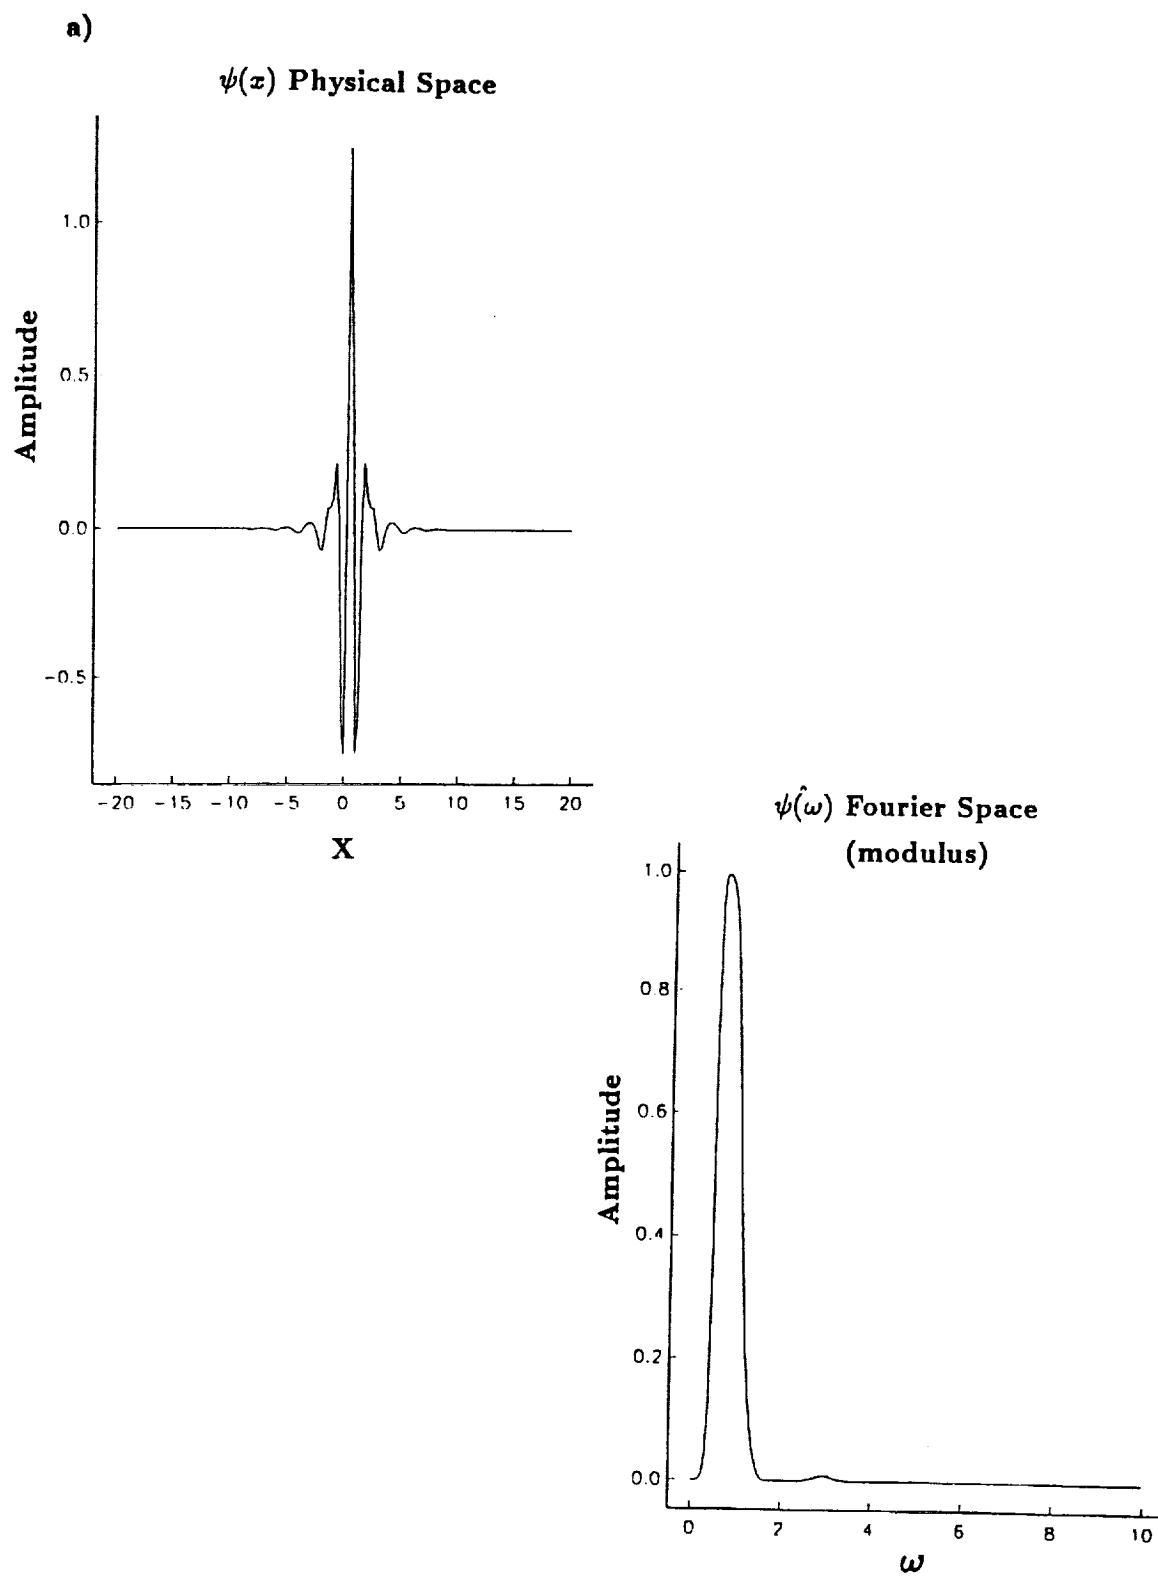 a)
ψ(x) Physical Space
1.0
0.5
0.0
-0.5
Amplitude
-20 -15 -10 -5 0 5 10 15 20
X
ψ(̂ω) Fourier Space
(modulus)
1.0
0.8
0.6
0.4
0.2
0.0
Amplitude
0 2 4 6 8 10
ω